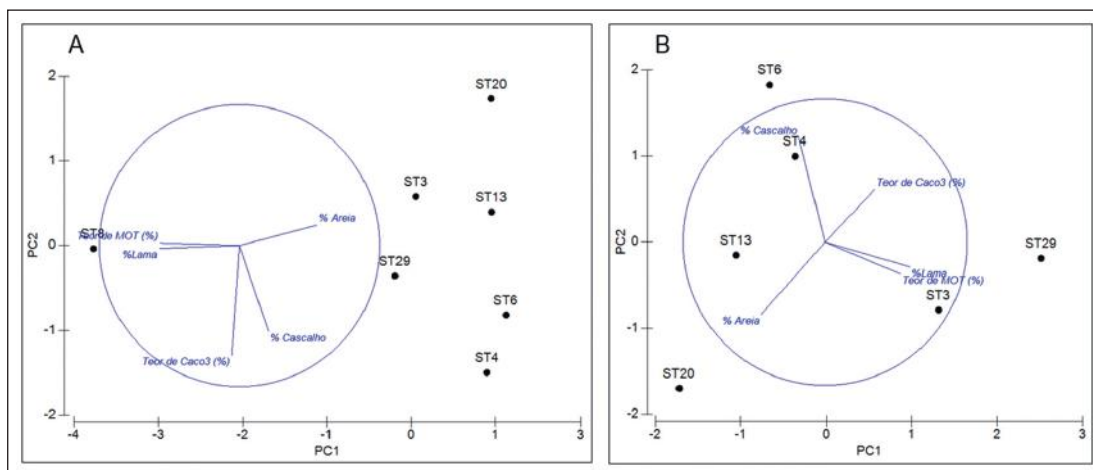 A
2
1
0
-1
-2
PC2
-4
-3
-2
-1
0
1
2
3
PC1
ST20
ST3
ST13
% Areia
ST8
Teor de MOT (%)
%Lama
ST29
ST6
% Cascalho
Teor de Caco3 (%)
ST4
B
2
1
0
-1
-2
PC2
-2
-1
0
1
2
3
PC1
ST6
% Cascalho
ST4
Teor de Caco3 (%)
ST13
ST29
%Lama
Teor de MOT (%)
ST3
% Areia
ST20